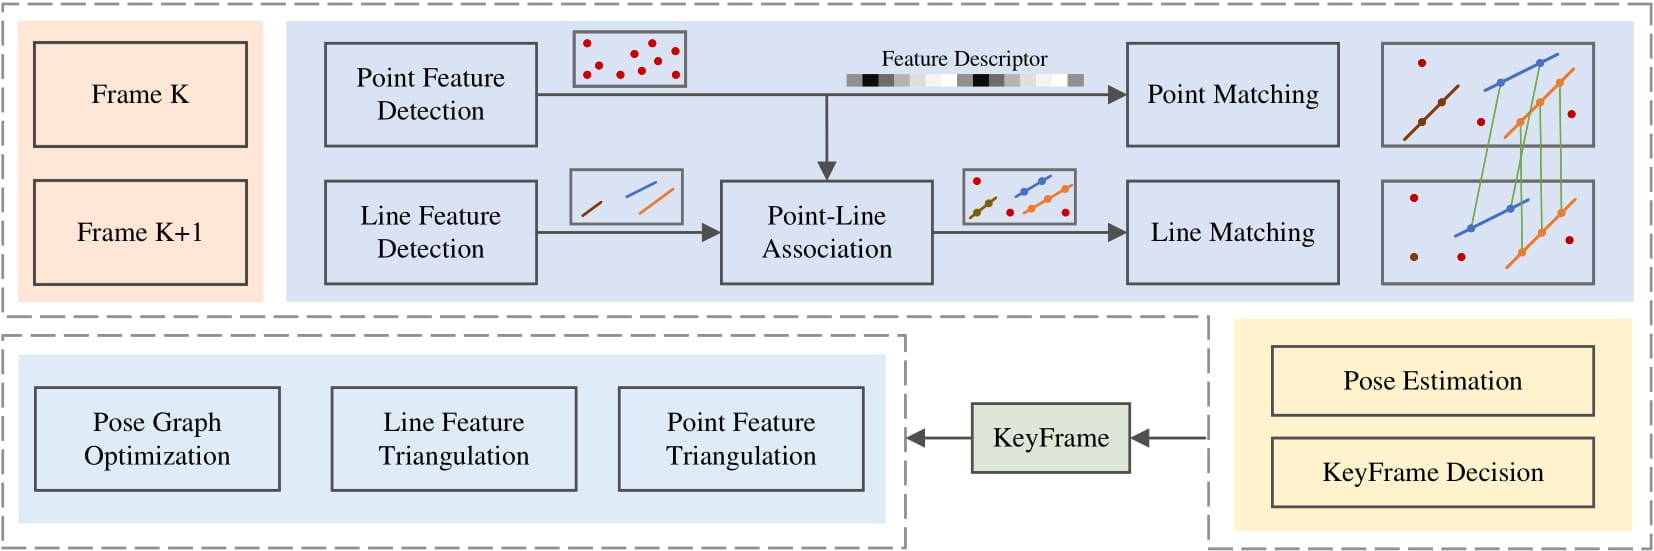 Frame K
Frame K+1
Point Feature
Detection
Feature Descriptor
Point Matching
Line Feature
Detection
Point-Line
Association
Line Matching
Pose Graph
Optimization
Line Feature
Triangulation
Point Feature
Triangulation
KeyFrame
Pose Estimation
KeyFrame Decision